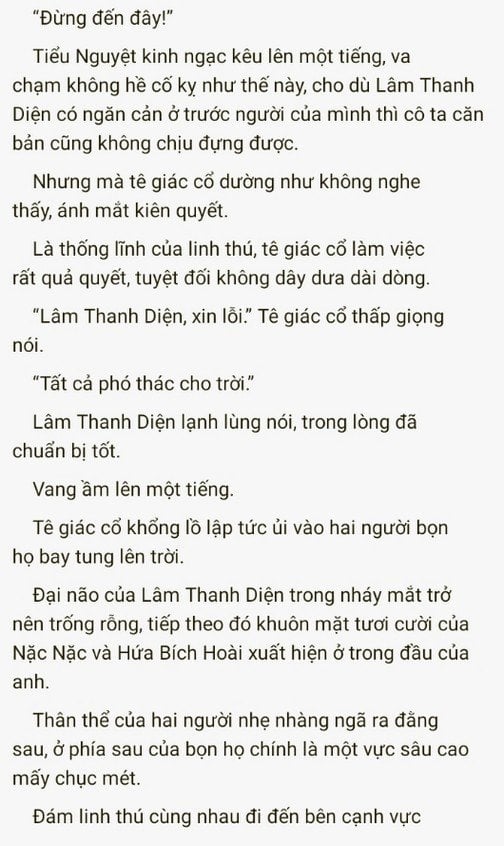 “Đừng đến đây!”
Tiểu Nguyệt kinh ngạc kêu lên một tiếng, va
chạm không hề cố kỵ như thế này, cho dù Lâm Thanh
Diện có ngăn cản ở trước người của mình thì cô ta căn
bản cũng không chịu đựng được.
Nhưng mà tê giác cổ dường như không nghe
thấy, ánh mắt kiên quyết.
Là thống lĩnh của linh thú, tê giác cổ làm việc
rất quả quyết, tuyệt đối không dây dưa dài dòng.
“Lâm Thanh Diện, xin lỗi.” Tê giác cổ thấp giọng
nói.
“Tất cả phó thác cho trời.”
Lâm Thanh Diện lạnh lùng nói, trong lòng đã
chuẩn bị tốt.
Vang ầm lên một tiếng.
Tê giác cổ khổng lồ lập tức ủi vào hai người bọn
họ bay tung lên trời.
Đại não của Lâm Thanh Diện trong nháy mắt trở
nên trống rỗng, tiếp theo đó khuôn mặt tươi cười của
Nặc Nặc và Hứa Bích Hoài xuất hiện ở trong đầu của
anh.
Thân thể của hai người nhẹ nhàng ngã ra đằng
sau, ở phía sau của bọn họ chính là một vực sâu cao
mấy chục mét.
Đám linh thú cùng nhau đi đến bên cạnh vực